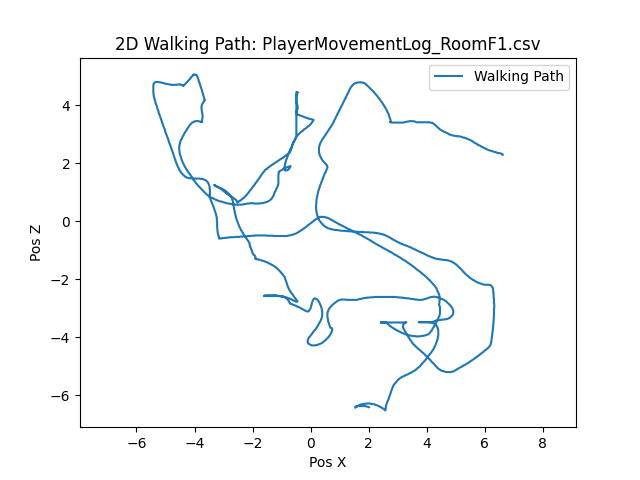 2D Walking Path: PlayerMovementLog_RoomF1.csv
Walking Path
4
2
0
−2
−4
−6
Pos Z
−6 −4 −2 0 2 4 6 8
Pos X